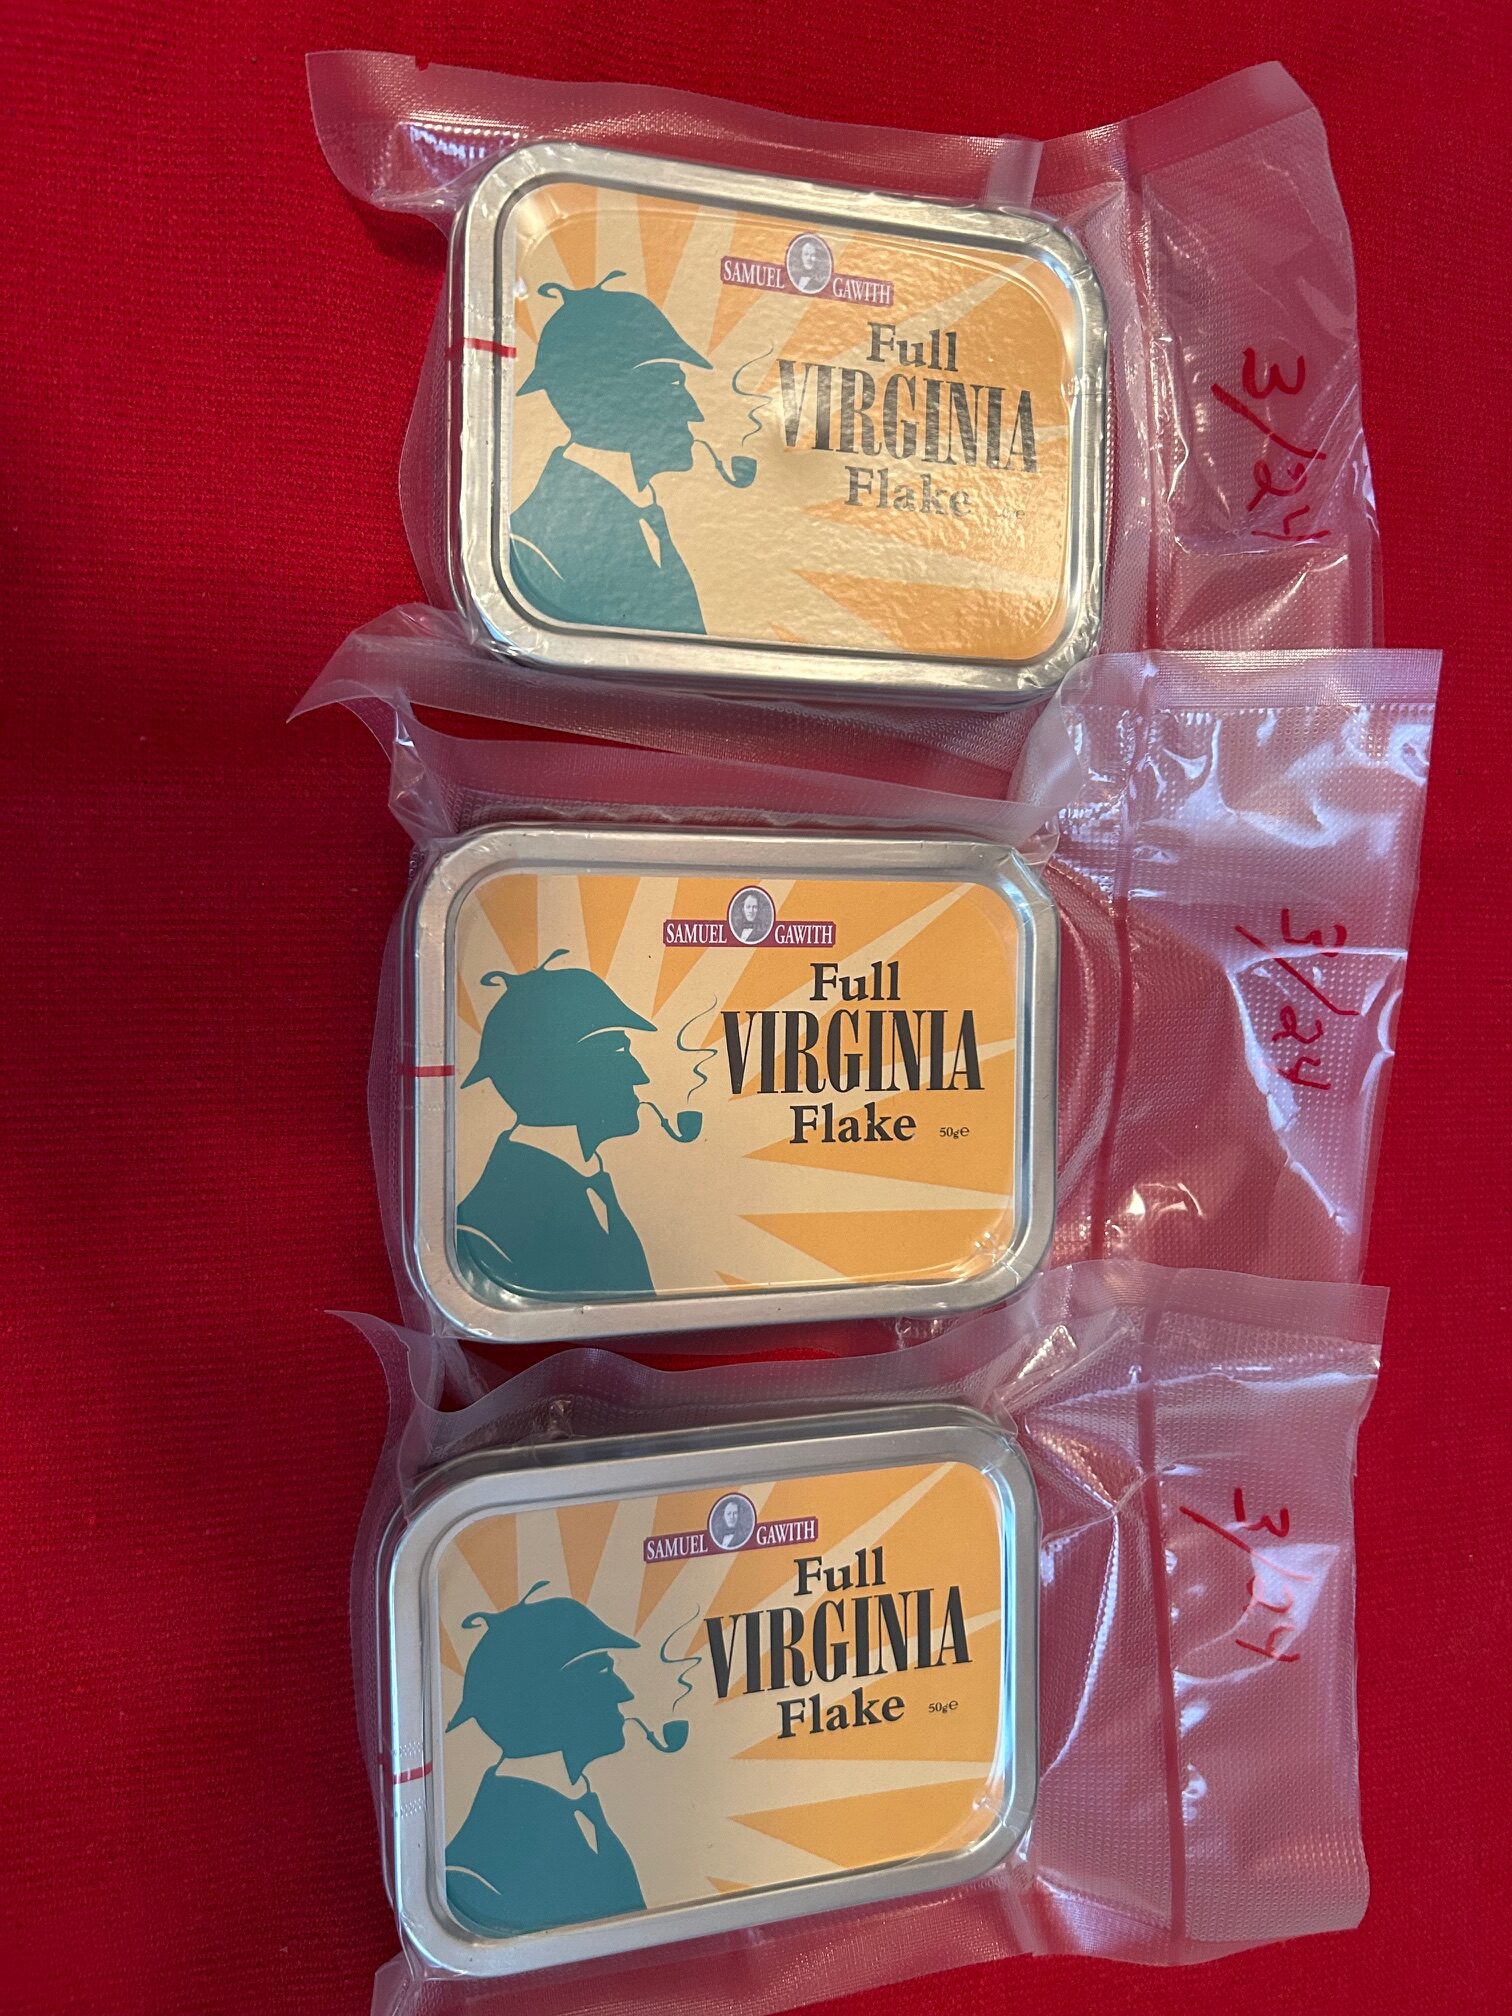 SAMUEL GAWITH
Full
VIRGINIA
Flake
3/24
SAMUEL GAWITH
Full
VIRGINIA
Flake 50g℮
3/24
SAMUEL GAWITH
Full
VIRGINIA
Flake 50g℮
3/24